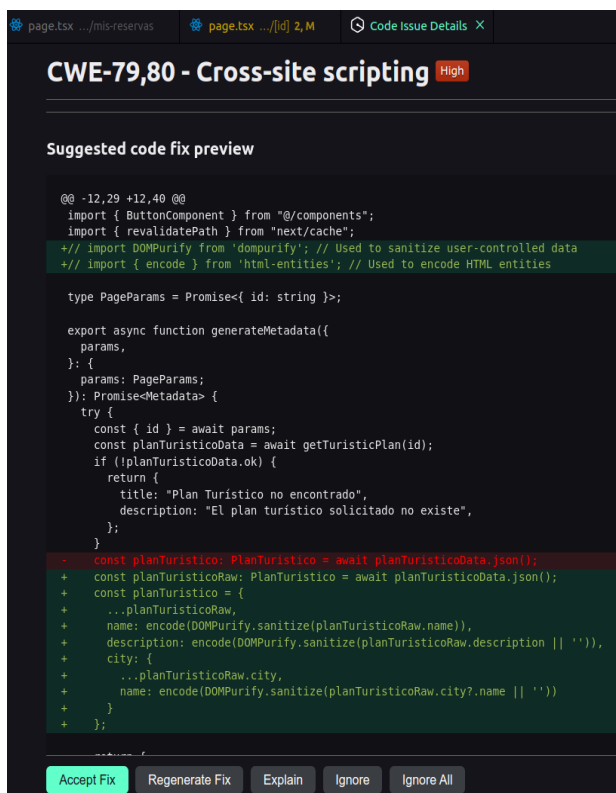 page.tsx .../mis-reservas page.tsx .../[id] 2, M Code Issue Details ×
CWE-79,80 - Cross-site scripting High
Suggested code fix preview
@@ -12,29 +12,40 @@
import { ButtonComponent } from "@/components";
import { revalidatePath } from "next/cache";
+// import DOMPurify from 'dompurify'; // Used to sanitize user-controlled data
+// import { encode } from 'html-entities'; // Used to encode HTML entities
type PageParams = Promise<{ id: string }>;
export async function generateMetadata({
params,
}: {
params: PageParams;
}): Promise<Metadata> {
try {
const { id } = await params;
const planTuristicoData = await getTuristicPlan(id);
if (!planTuristicoData.ok) {
return {
title: "Plan Turístico no encontrado",
description: "El plan turístico solicitado no existe",
};
}
- const planTuristico: PlanTuristico = await planTuristicoData.json();
+ const planTuristicoRaw: PlanTuristico = await planTuristicoData.json();
+ const planTuristico = {
+ ...planTuristicoRaw,
+ name: encode(DOMPurify.sanitize(planTuristicoRaw.name)),
+ description: encode(DOMPurify.sanitize(planTuristicoRaw.description || '')),
+ city: {
+ ...planTuristicoRaw.city,
+ name: encode(DOMPurify.sanitize(planTuristicoRaw.city?.name || ''))
+ }
+ };
Accept Fix Regenerate Fix Explain Ignore Ignore All